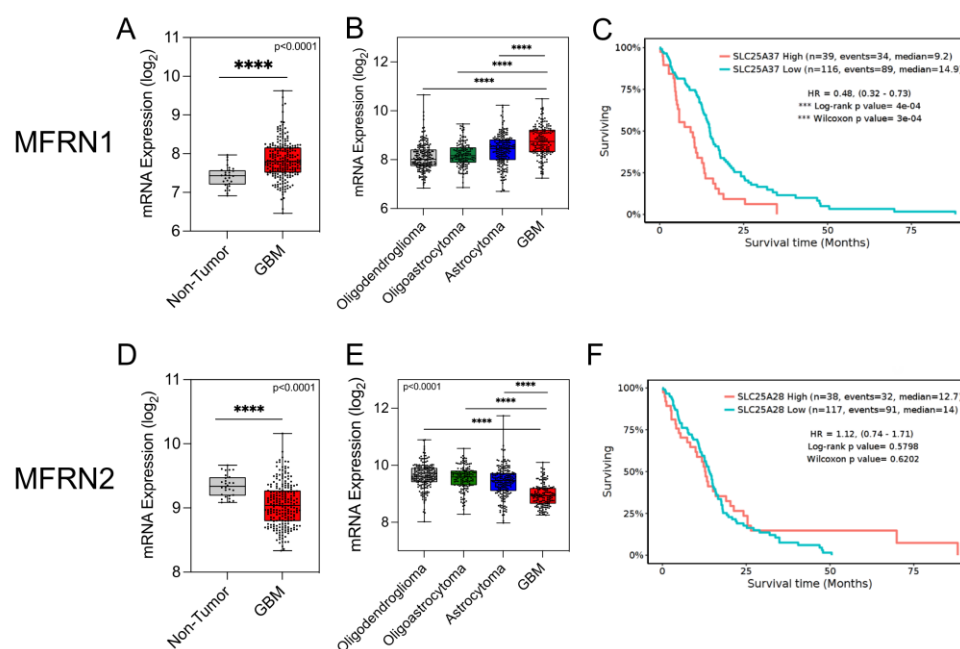 MFRN1
A
mRNA Expression (log2)
11
10
9
8
7
6
p<0.0001
****
Non-Tumor
GBM
B
mRNA Expression (log2)
12
10
8
6
****
****
****
Oligodendroglioma
Oligoastrocytoma
Astrocytoma
GBM
C
Surviving
100%
75%
50%
25%
0%
SLC25A37 High (n=39, events=34, median=9.2)
SLC25A37 Low (n=116, events=89, median=14.9)
HR = 0.48, (0.32 - 0.73)
*** Log-rank p value= 4e-04
*** Wilcoxon p value= 3e-04
0
25
50
75
Survival time (Months)
MFRN2
D
mRNA Expression (log2)
11
10
9
8
p<0.0001
****
Non-Tumor
GBM
E
mRNA Expression (log2)
12
10
8
p<0.0001
****
****
****
Oligodendroglioma
Oligoastrocytoma
Astrocytoma
GBM
F
Surviving
100%
75%
50%
25%
0%
SLC25A28 High (n=38, events=32, median=12.7)
SLC25A28 Low (n=117, events=91, median=14)
HR = 1.12, (0.74 - 1.71)
Log-rank p value= 0.5798
Wilcoxon p value= 0.6202
0
25
50
75
Survival time (Months)